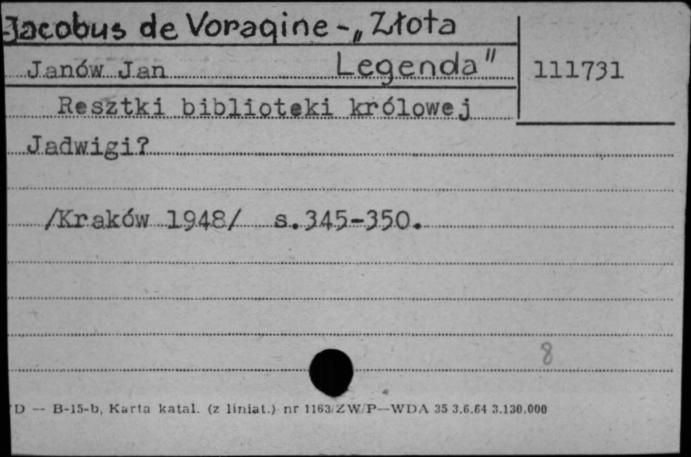 Jacobus de Voragine - „Złota
Legenda"
Janów Jan
111731
Resztki biblioteki królowej
Jadwigi?
/Kraków 1948/ s.345-350.
8
D — B-15-b, Karta katal. (z liniat.) nr 1163/ZW/P—WDA 35 3.6.64 3.130.000